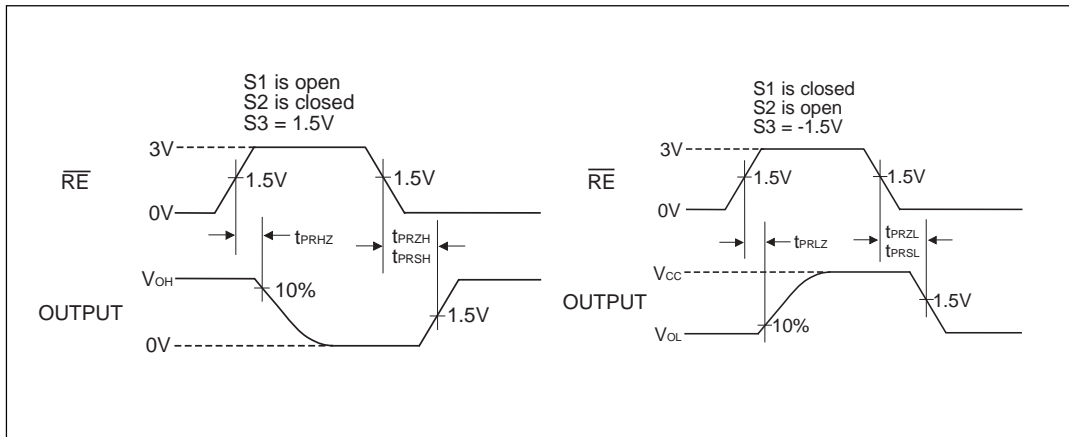 S1 is open
S2 is closed
S3 = 1.5V
3V
RE
1.5V
1.5V
0V
tPRHZ
tPRZH
tPRSH
VOH
10%
OUTPUT
1.5V
0V
S1 is closed
S2 is open
S3 = -1.5V
3V
RE
1.5V
1.5V
0V
tPRLZ
tPRZL
tPRSL
VCC
OUTPUT
1.5V
10%
VOL